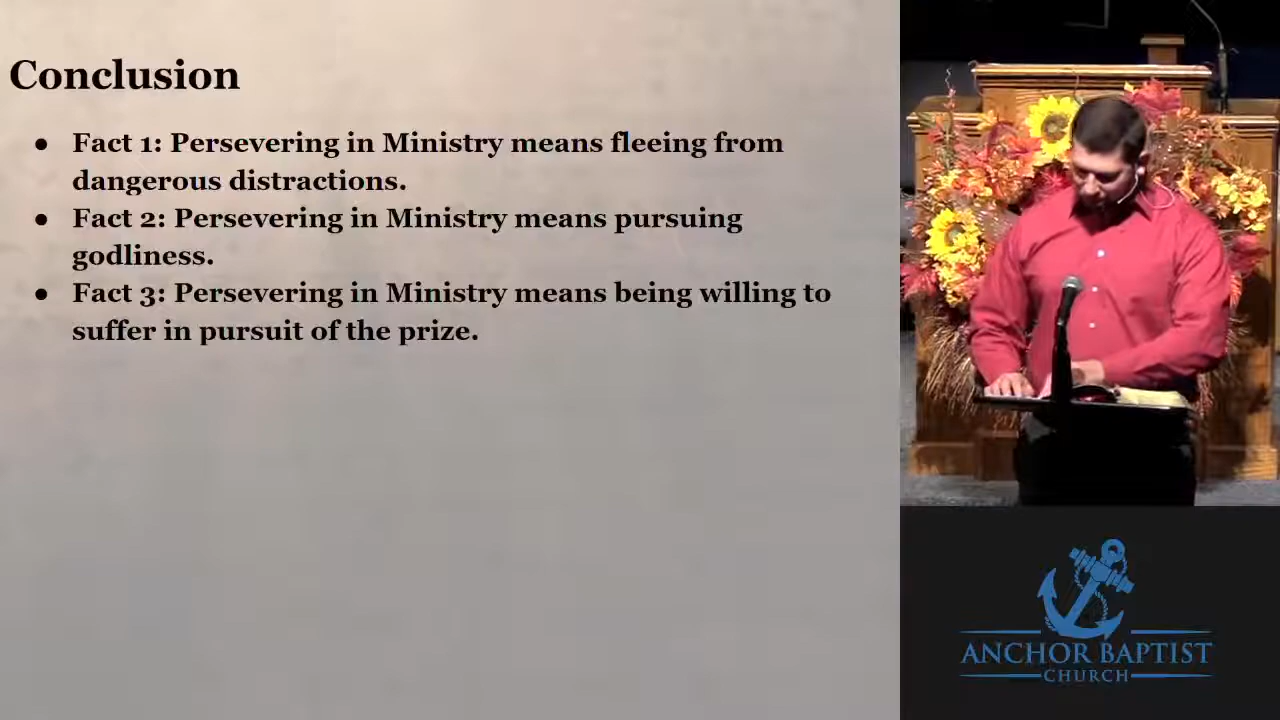 Conclusion
● Fact 1: Persevering in Ministry means fleeing from
dangerous distractions.
● Fact 2: Persevering in Ministry means pursuing
godliness.
● Fact 3: Persevering in Ministry means being willing to
suffer in pursuit of the prize.
ANCHOR BAPTIST
CHURCH